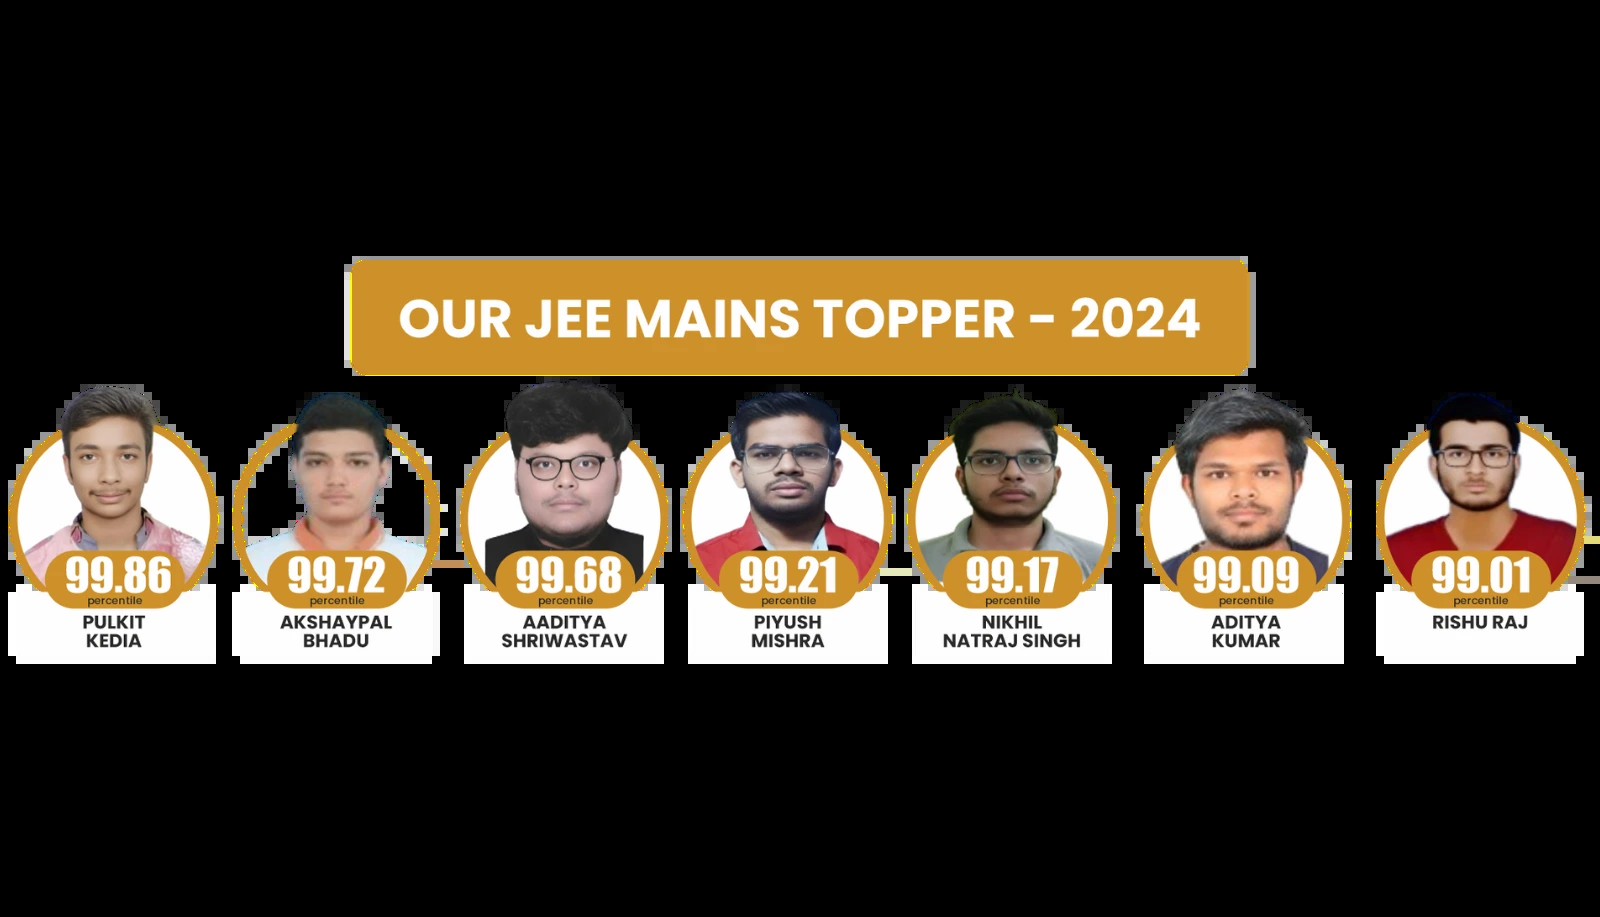 OUR JEE MAINS TOPPER - 2024
99.86
percentile
PULKIT
KEDIA
99.72
percentile
AKSHAYPAL
BHADU
99.68
percentile
AADITYA
SHRIWASTAV
99.21
percentile
PIYUSH
MISHRA
99.17
percentile
NIKHIL
NATRAJ SINGH
99.09
percentile
ADITYA
KUMAR
99.01
percentile
RISHU RAJ